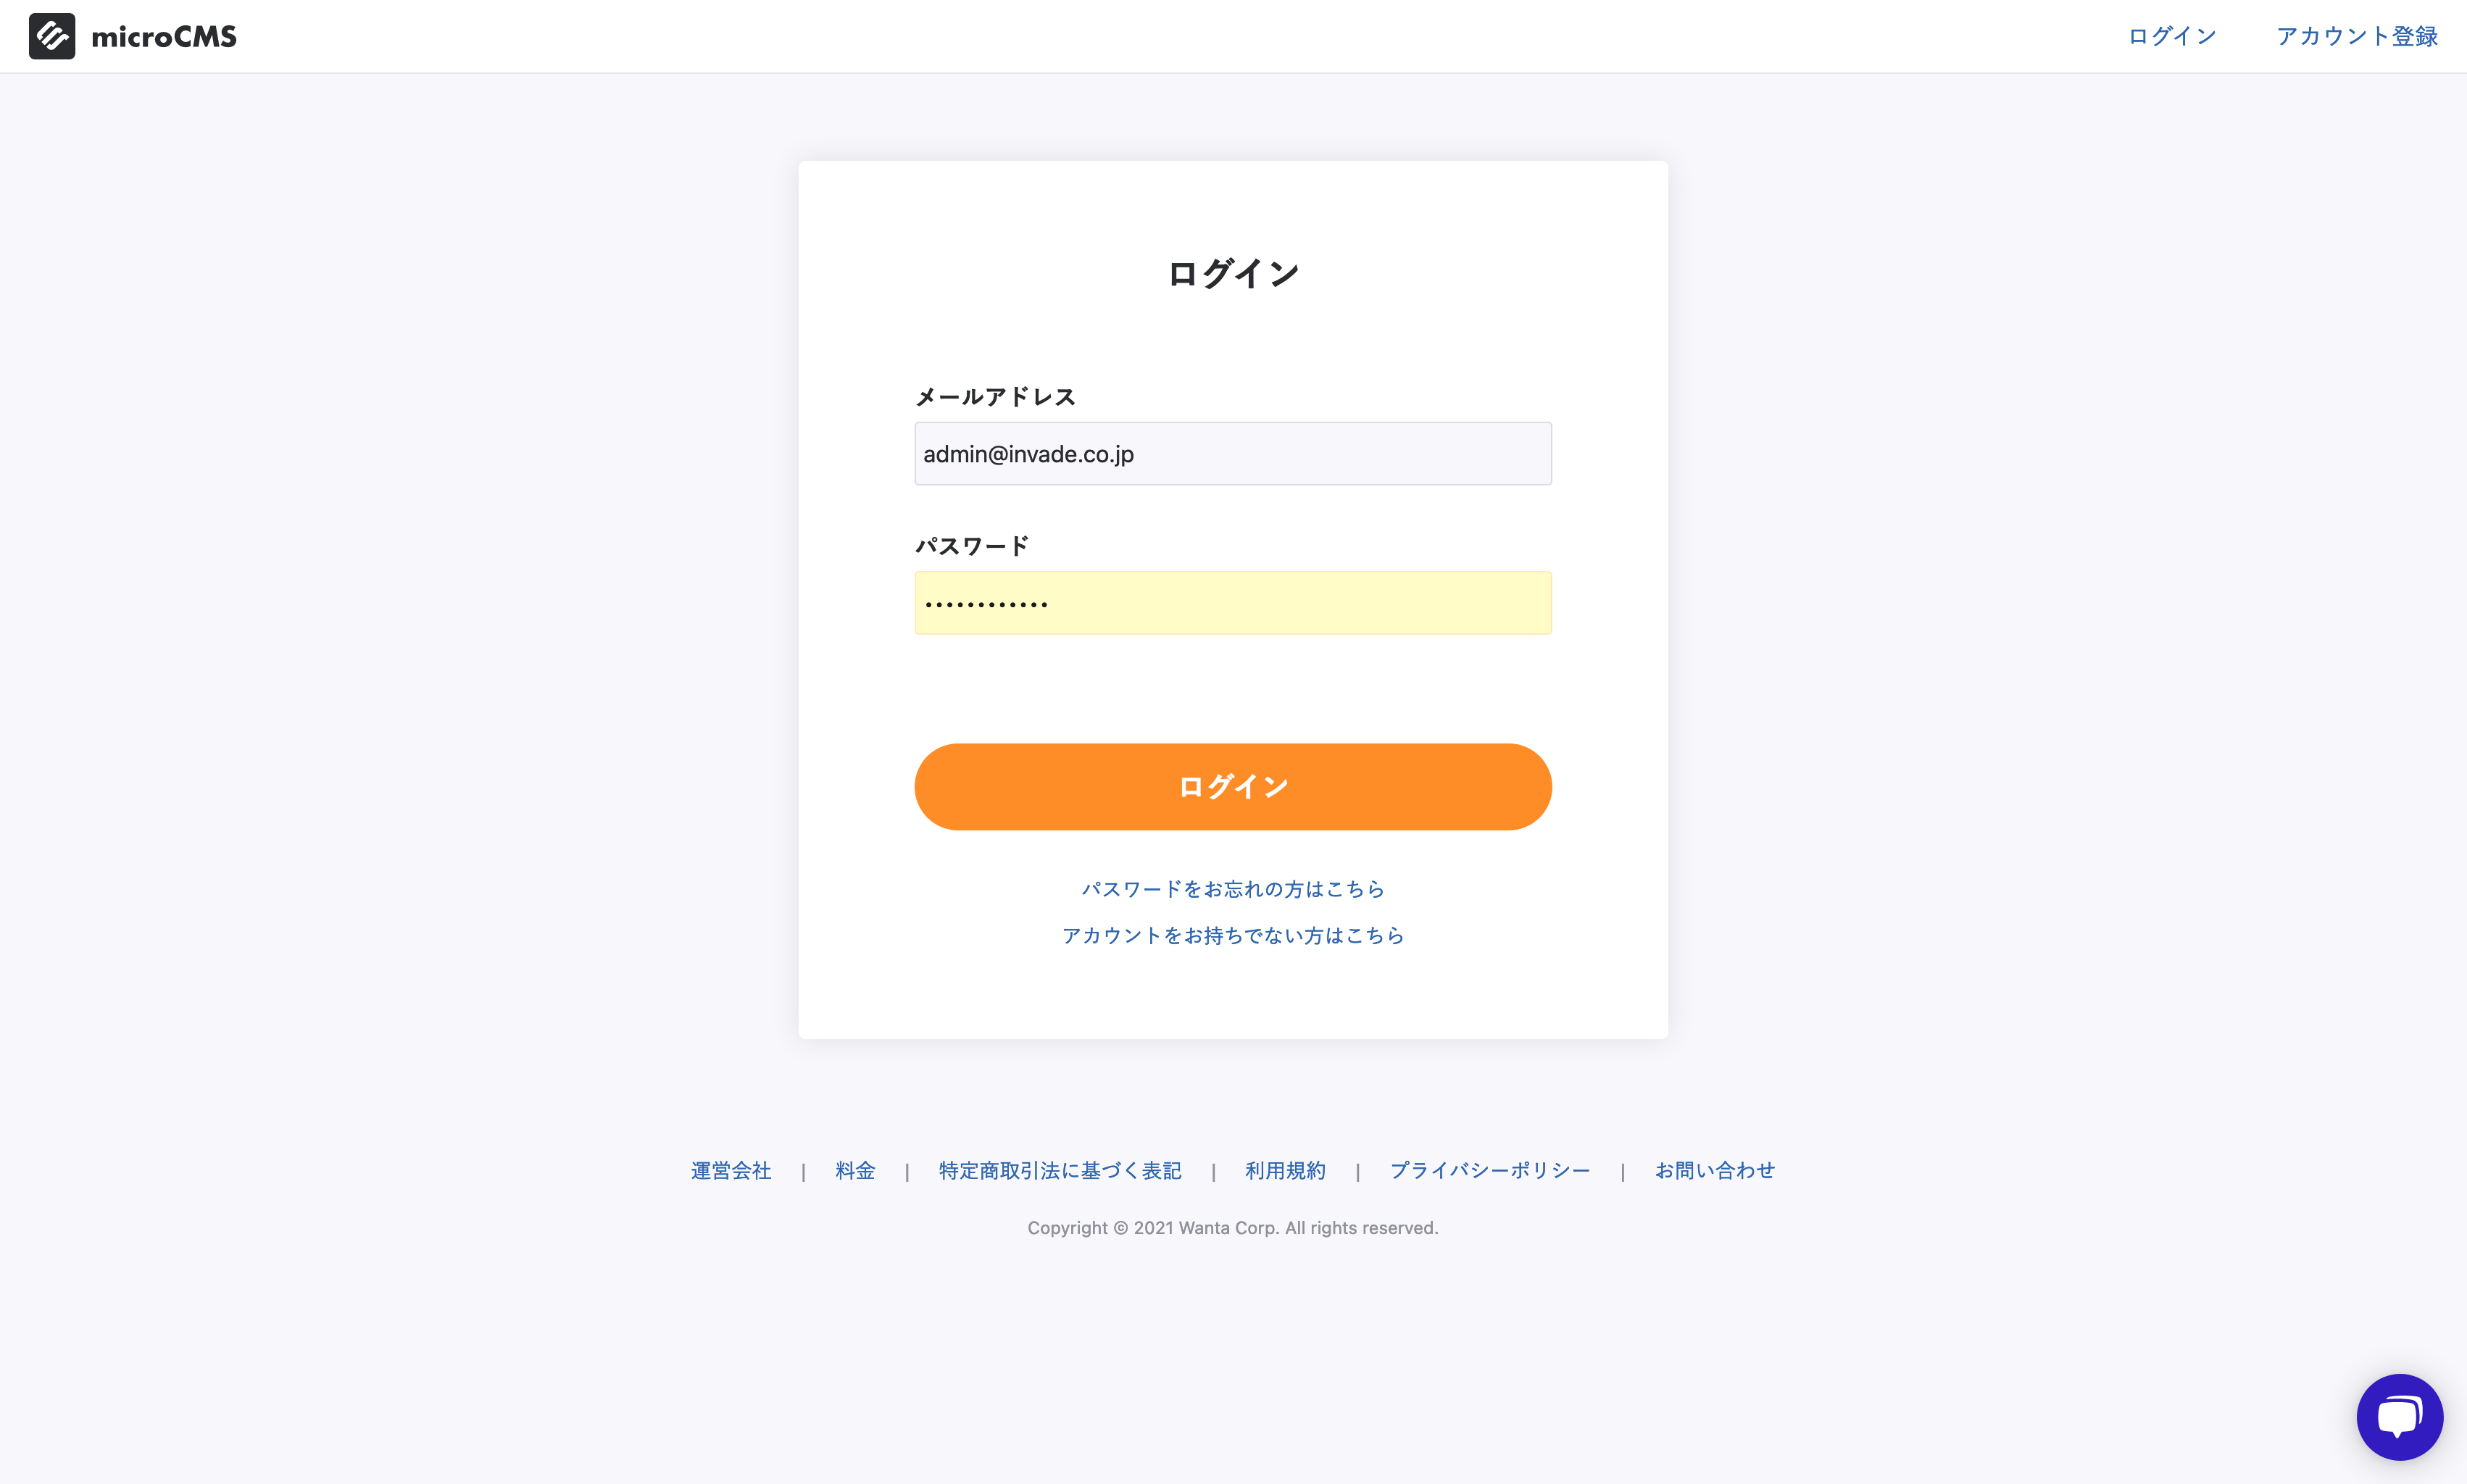 microCMS
ログイン アカウント登録
ログイン
メールアドレス
admin@invade.co.jp
パスワード
••••••••••••
ログイン
パスワードをお忘れの方はこちら
アカウントをお持ちでない方はこちら
運営会社 | 料金 | 特定商取引法に基づく表記 | 利用規約 | プライバシーポリシー | お問い合わせ
Copyright © 2021 Wanta Corp. All rights reserved.